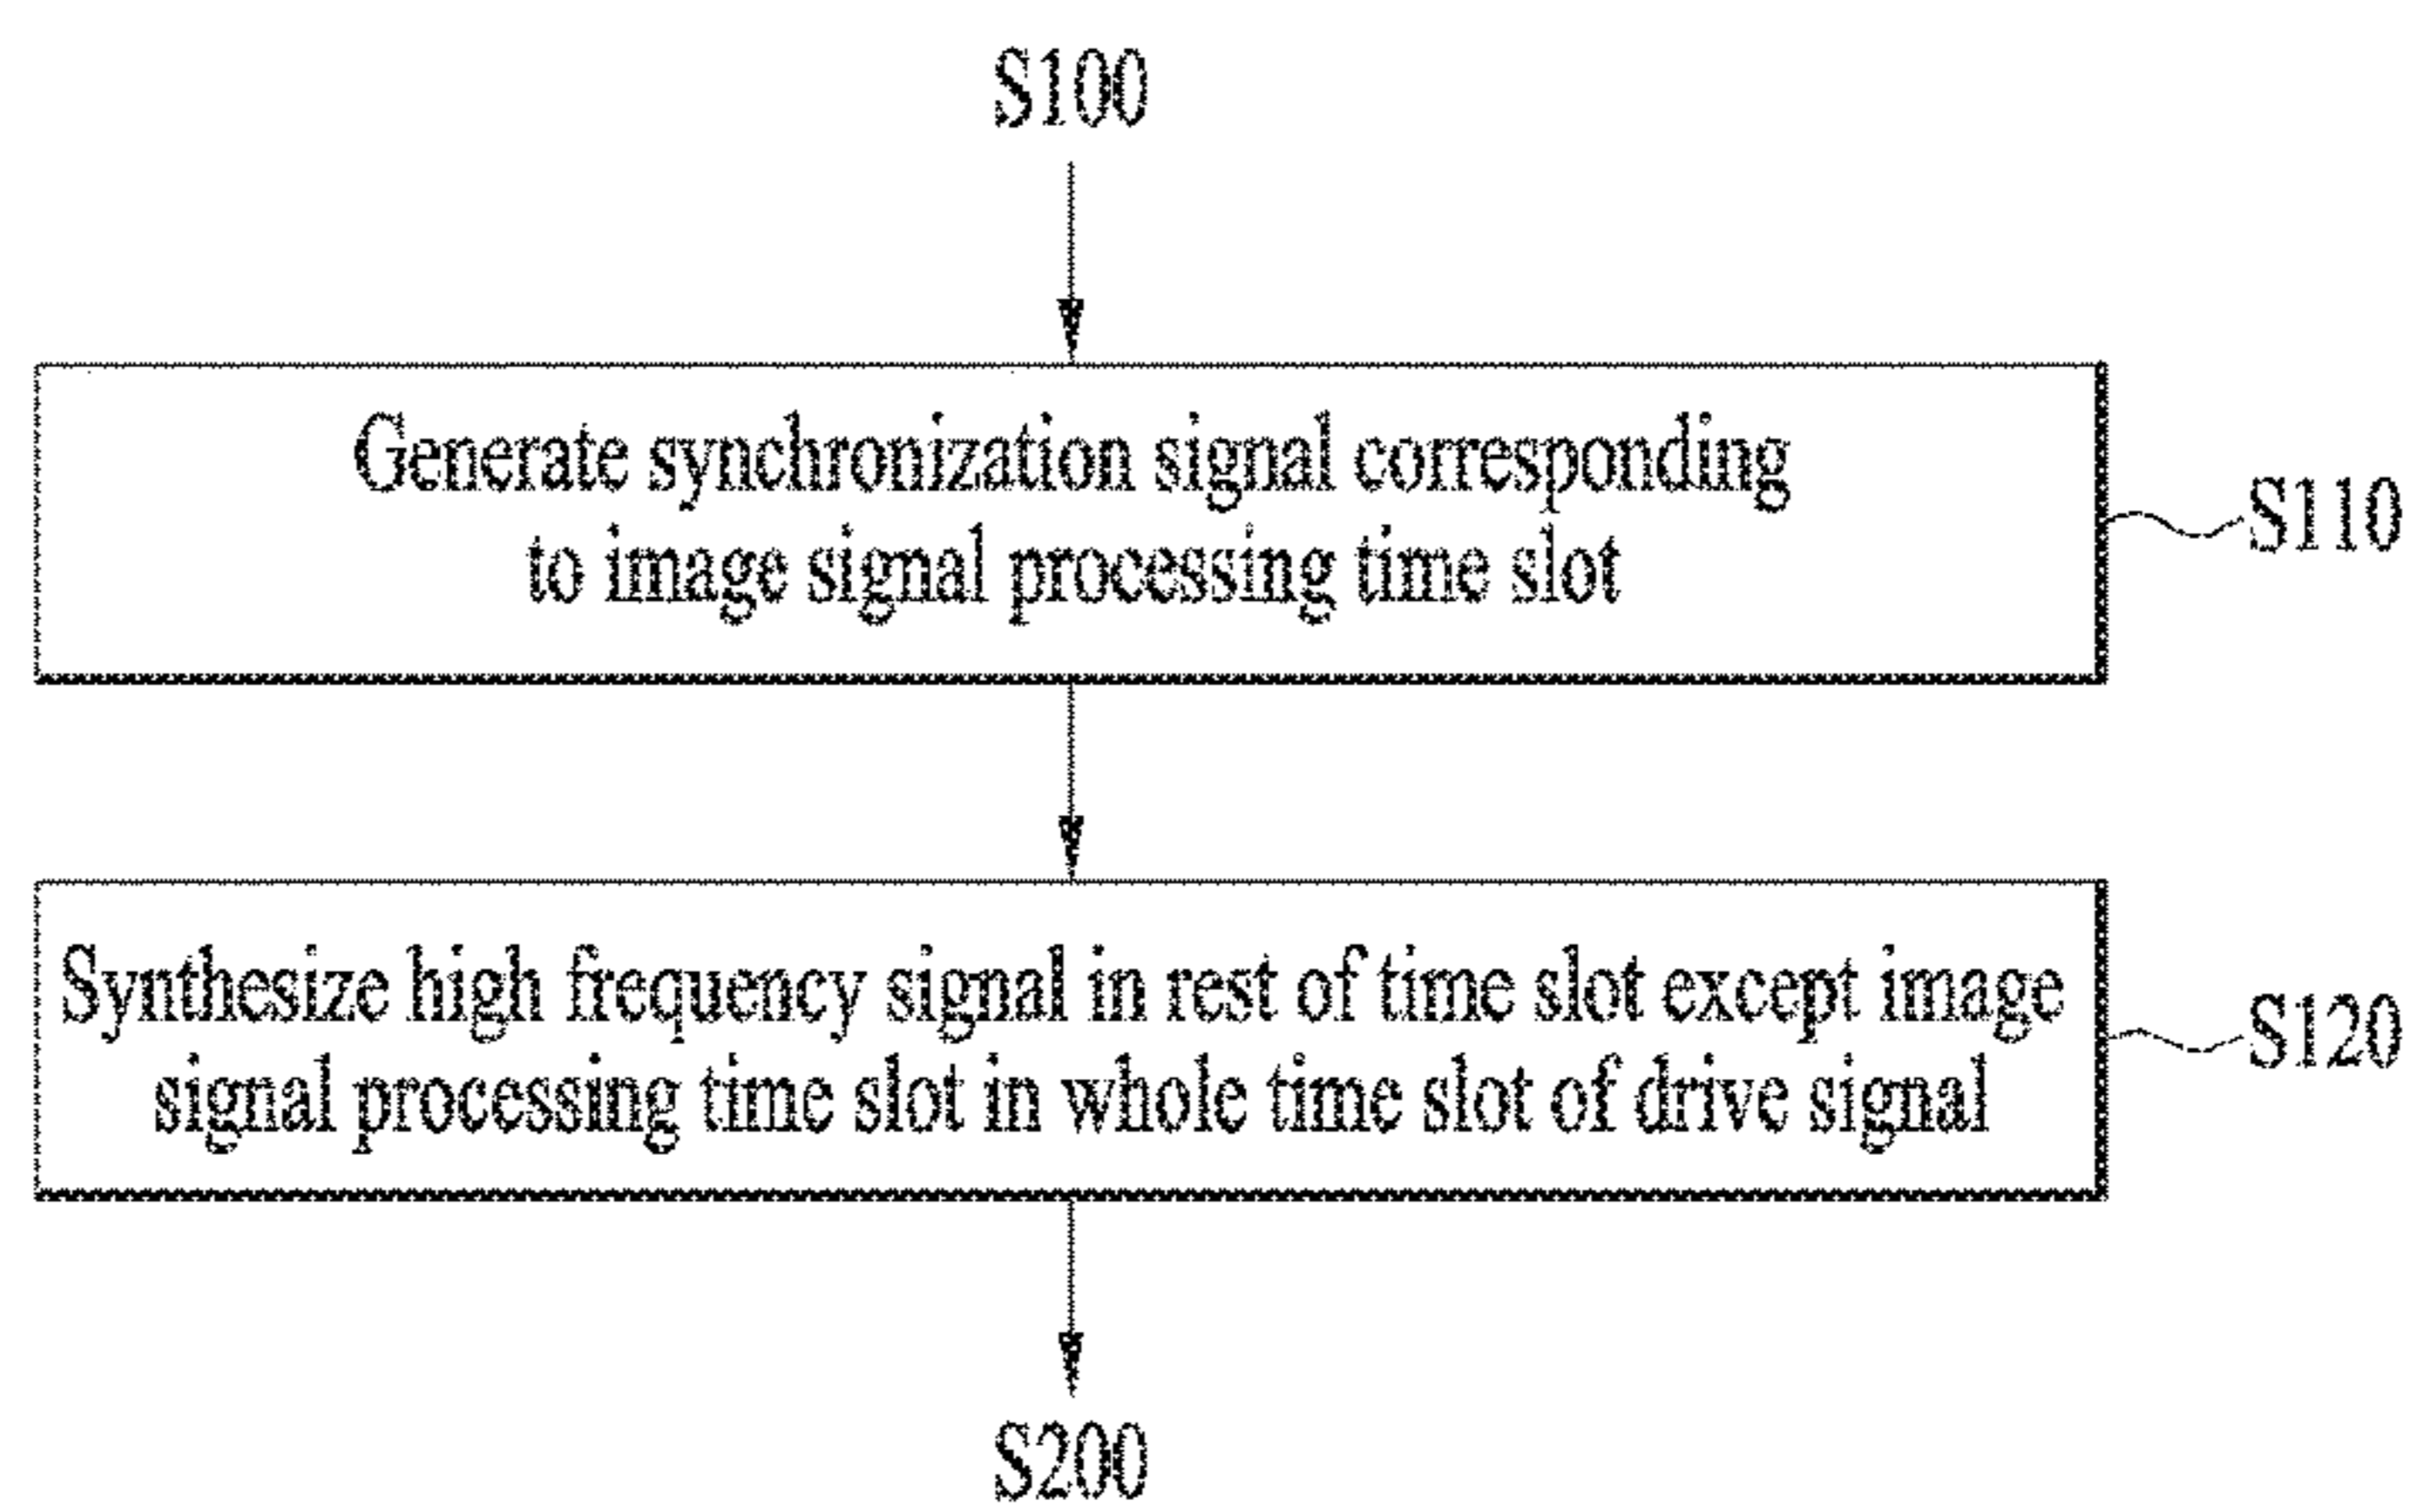 S100
Generate synchronization signal corresponding
to image signal processing time slot
S110
Synthesize high frequency signal in rest of time slot except image
signal processing time slot in whole time slot of drive signal
S120
S200